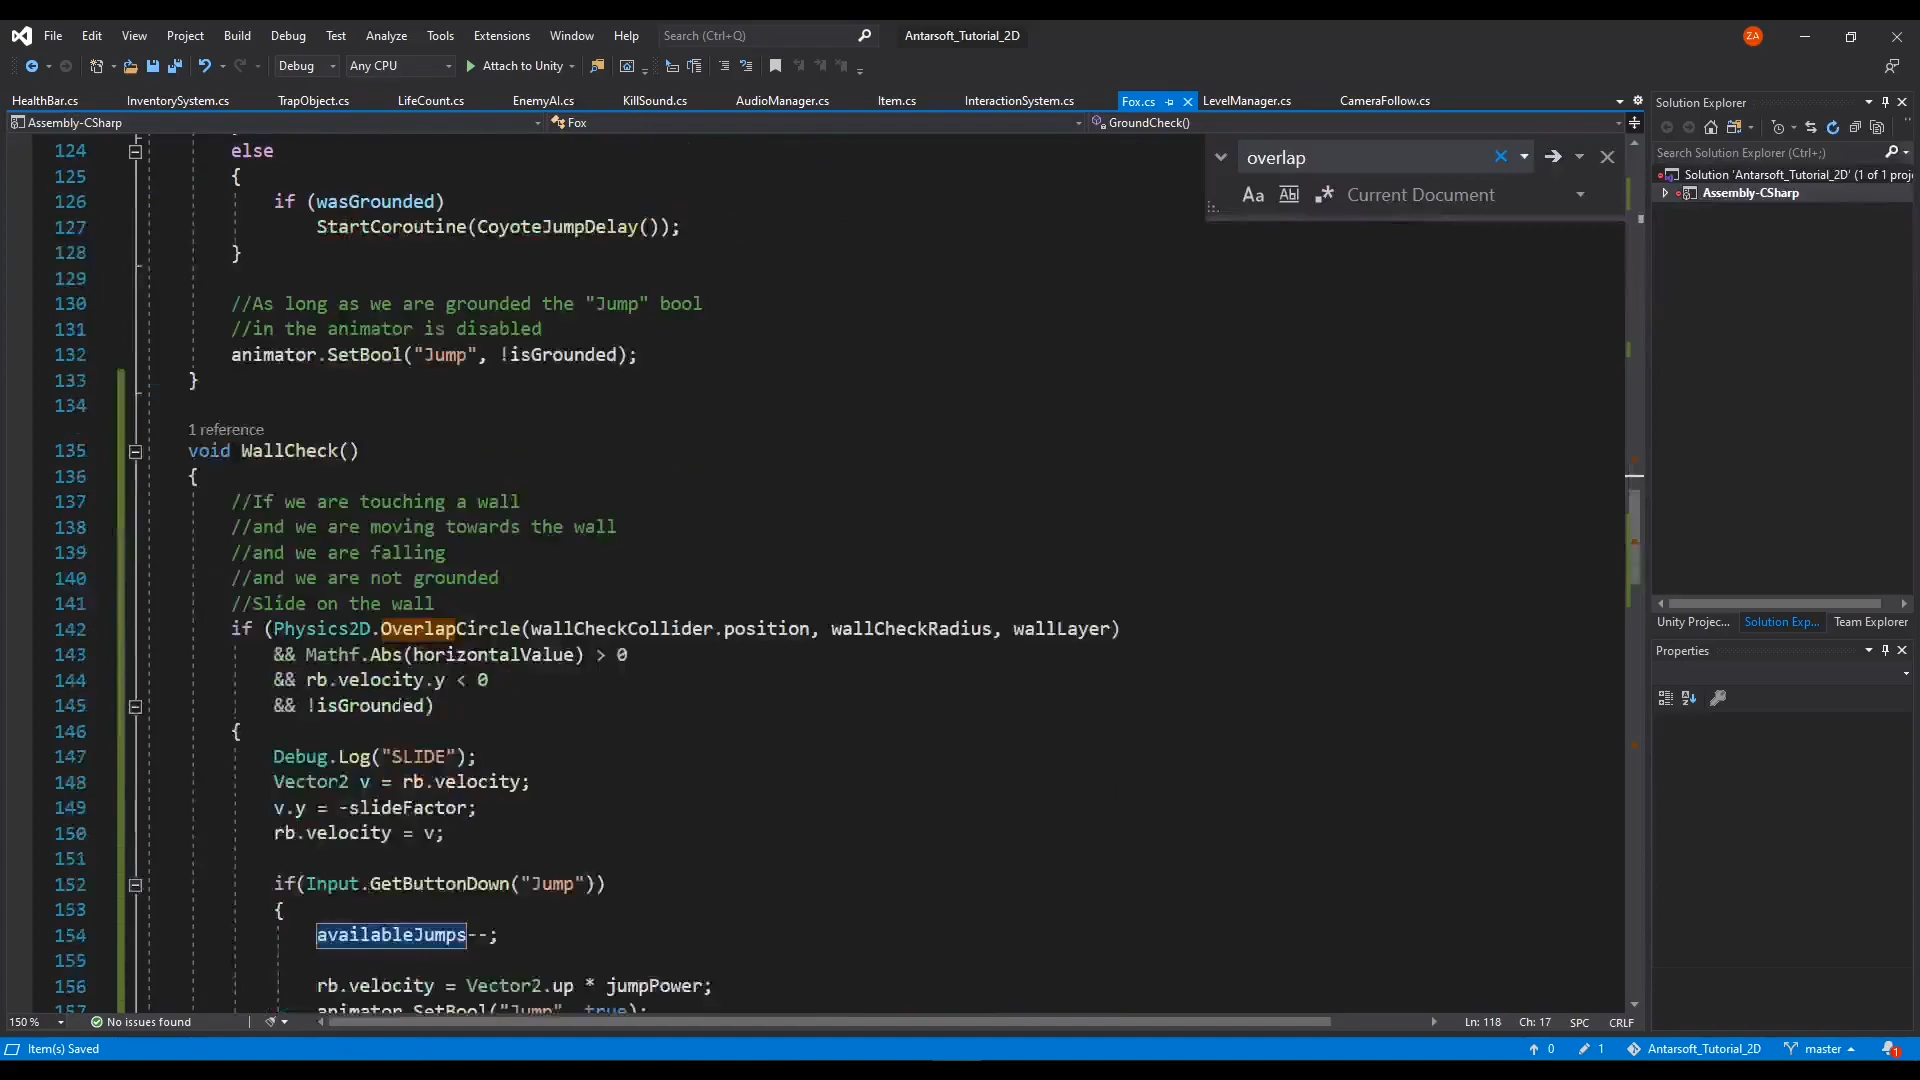 File Edit View Project Build Debug Test Analyze Tools Extensions Window Help Search (Ctrl+Q) Antarsoft_Tutorial_2D ZA
Debug Any CPU Attach to Unity
HealthBar.cs InventorySystem.cs TrapObject.cs LifeCount.cs EnemyAI.cs KillSound.cs AudioManager.cs Item.cs InteractionSystem.cs Fox.cs LevelManager.cs CameraFollow.cs
Assembly-CSharp Fox GroundCheck()
overlap
Aa Abl Current Document
124 else
125 {
126 if (wasGrounded)
127 StartCoroutine(CoyoteJumpDelay());
128 }
129
130 //As long as we are grounded the "Jump" bool
131 //in the animator is disabled
132 animator.SetBool("Jump", !isGrounded);
133 }
134
1 reference
135 void WallCheck()
136 {
137 //If we are touching a wall
138 //and we are moving towards the wall
139 //and we are falling
140 //and we are not grounded
141 //Slide on the wall
142 if (Physics2D.OverlapCircle(wallCheckCollider.position, wallCheckRadius, wallLayer)
143 && Mathf.Abs(horizontalValue) > 0
144 && rb.velocity.y < 0
145 && !isGrounded)
146 {
147 Debug.Log("SLIDE");
148 Vector2 v = rb.velocity;
149 v.y = -slideFactor;
150 rb.velocity = v;
151
152 if(Input.GetButtonDown("Jump"))
153 {
154 availableJumps--;
155
156 rb.velocity = Vector2.up * jumpPower;
157 animator.SetBool("Jump", true);
Solution Explorer
Search Solution Explorer (Ctrl+;)
Solution 'Antarsoft_Tutorial_2D' (1 of 1 proj
Assembly-CSharp
Unity Projec... Solution Exp... Team Explorer
Properties
150 % No issues found Ln: 118 Ch: 17 SPC CRLF
Item(s) Saved 0 1 Antarsoft_Tutorial_2D master 1